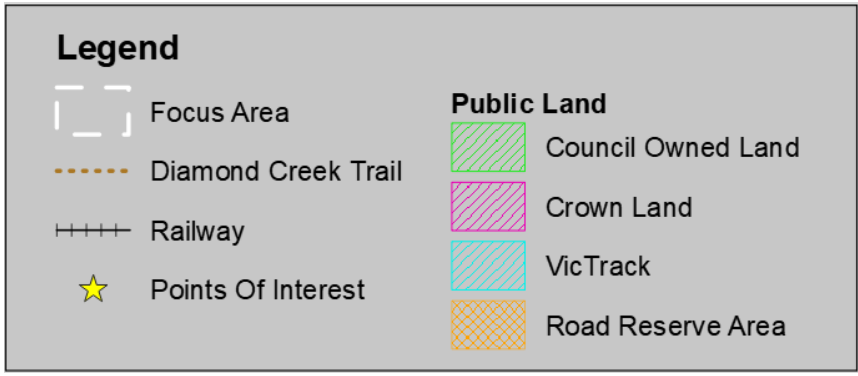 Legend
Focus Area
Diamond Creek Trail
Railway
Points Of Interest
Public Land
Council Owned Land
Crown Land
VicTrack
Road Reserve Area